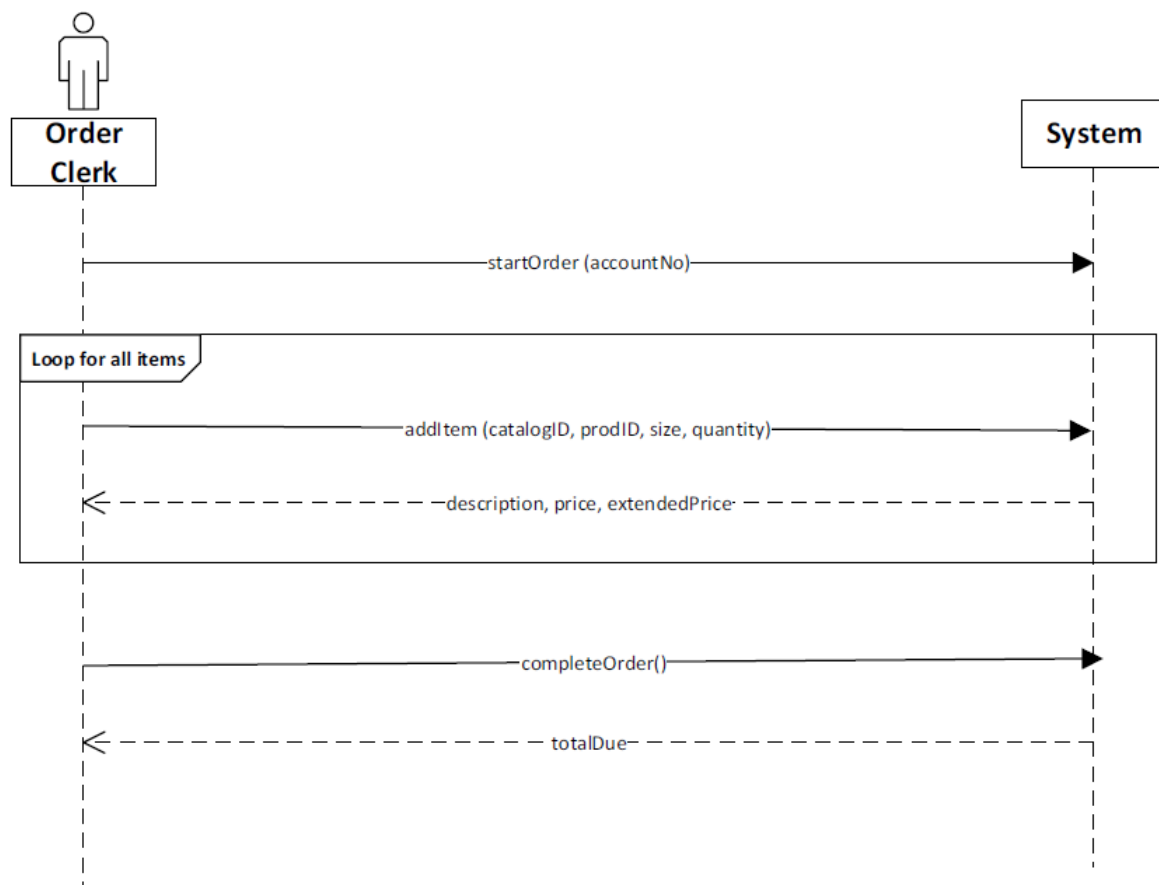 Order
Clerk
System
startOrder (accountNo)
Loop for all items
addItem (catalogID, prodID, size, quantity)
description, price, extendedPrice
completeOrder()
totalDue